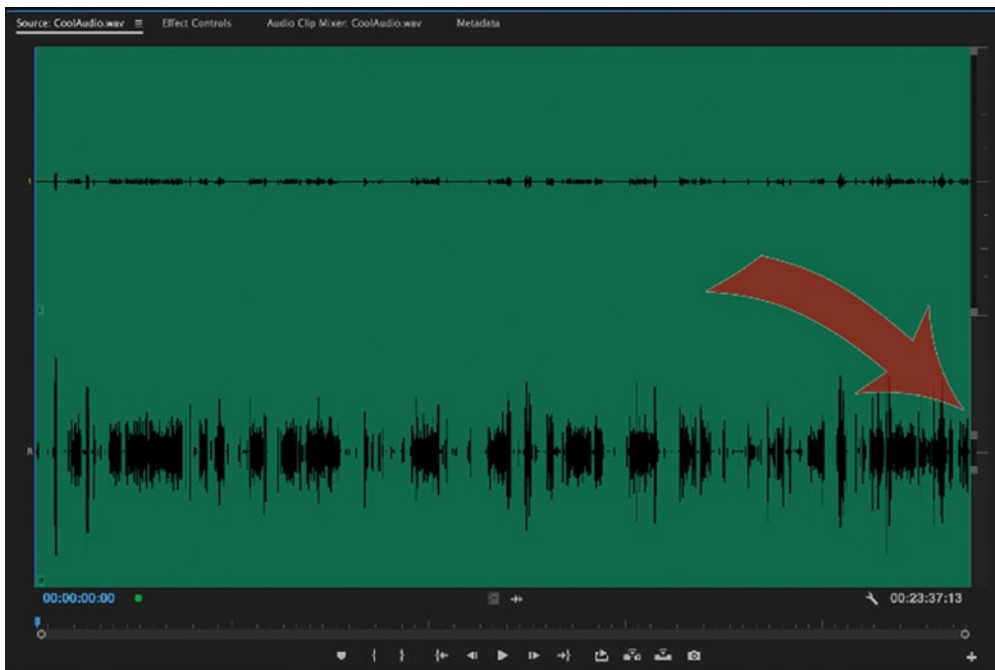 Source: CoolAudio.wav Effect Controls Audio Clip Mixer: CoolAudio.wav Metadata
R
00:00:00:00 00:23:37:13